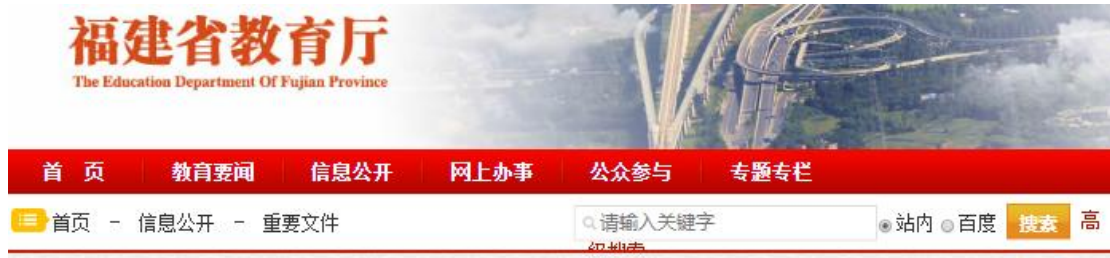 福建省教育厅
The Education Department Of Fujian Province
首 页 教育要闻 信息公开 网上办事 公众参与 专题专栏
首页 - 信息公开 - 重要文件 请输入关键字 站内 百度 搜索 高
级搜索